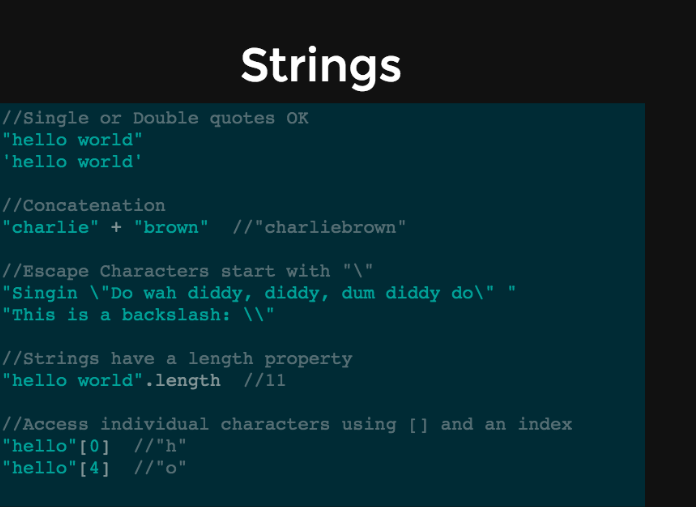 Strings
//Single or Double quotes OK
"hello world"
'hello world'
//Concatenation
"charlie" + "brown"  //"charliebrown"
//Escape Characters start with "\"
"Singin \"Do wah diddy, diddy, dum diddy do\" "
"This is a backslash: \\"
//Strings have a length property
"hello world".length  //11
//Access individual characters using [] and an index
"hello"[0]  //"h"
"hello"[4]  //"o"